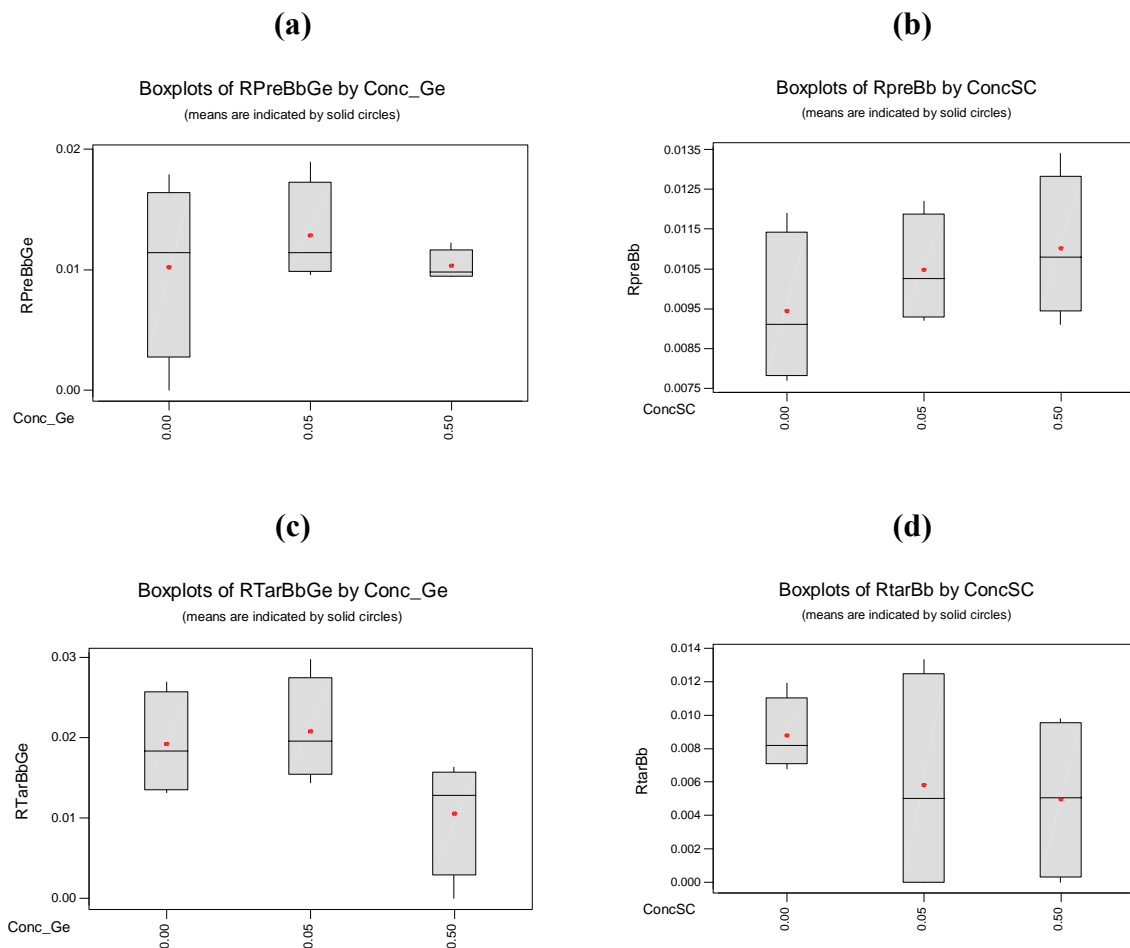 (a)
Boxplots of RPreBbGe by Conc_Ge
(means are indicated by solid circles)
0.02
0.01
0.00
RPreBbGe
Conc_Ge
0.00
0.05
0.50
(b)
Boxplots of RpreBb by ConcSC
(means are indicated by solid circles)
0.0135
0.0125
0.0115
0.0105
0.0095
0.0085
0.0075
RpreBb
ConcSC
0.00
0.05
0.50
(c)
Boxplots of RTarBbGe by Conc_Ge
(means are indicated by solid circles)
0.03
0.02
0.01
0.00
RTarBbGe
Conc_Ge
0.00
0.05
0.50
(d)
Boxplots of RtarBb by ConcSC
(means are indicated by solid circles)
0.014
0.012
0.010
0.008
0.006
0.004
0.002
0.000
RtarBb
ConcSC
0.00
0.05
0.50